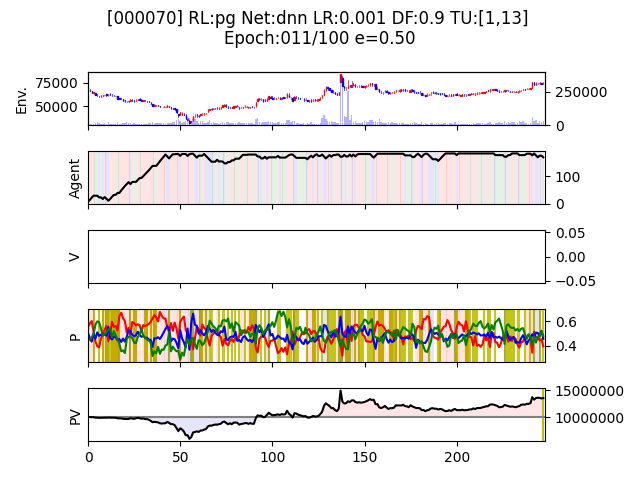 [000070] RL:pg Net:dnn LR:0.001 DF:0.9 TU:[1,13]
Epoch:011/100 e=0.50
Env.
75000
50000
250000
0
Agent
100
0
V
0.05
0.00
−0.05
P
0.6
0.4
PV
15000000
10000000
0
50
100
150
200